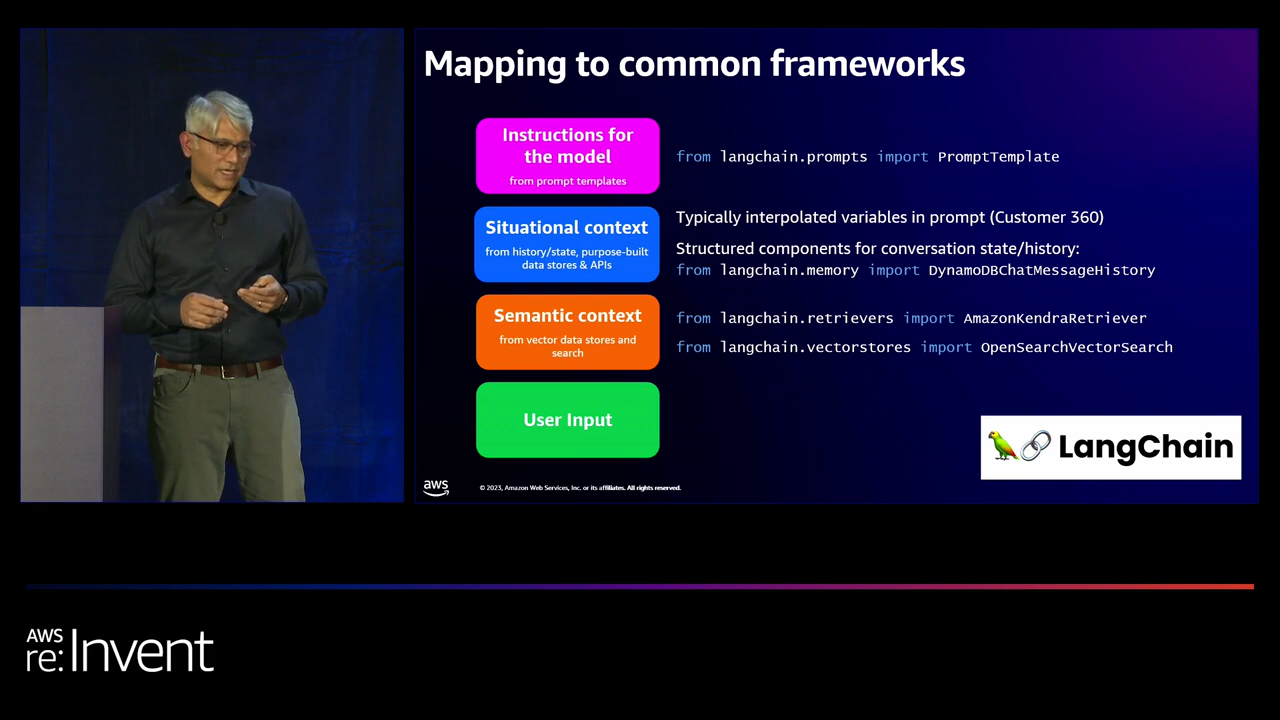 Mapping to common frameworks
Instructions for
the model
from prompt templates
from langchain.prompts import PromptTemplate
Situational context
from history/state, purpose-built
data stores & APIs
Typically interpolated variables in prompt (Customer 360)
Structured components for conversation state/history:
from langchain.memory import DynamoDBChatMessageHistory
Semantic context
from vector data stores and
search
from langchain.retrievers import AmazonKendraRetriever
from langchain.vectorstores import OpenSearchVectorSearch
User Input
LangChain
aws
© 2023, Amazon Web Services, Inc. or its affiliates. All rights reserved.
AWS
re:Invent